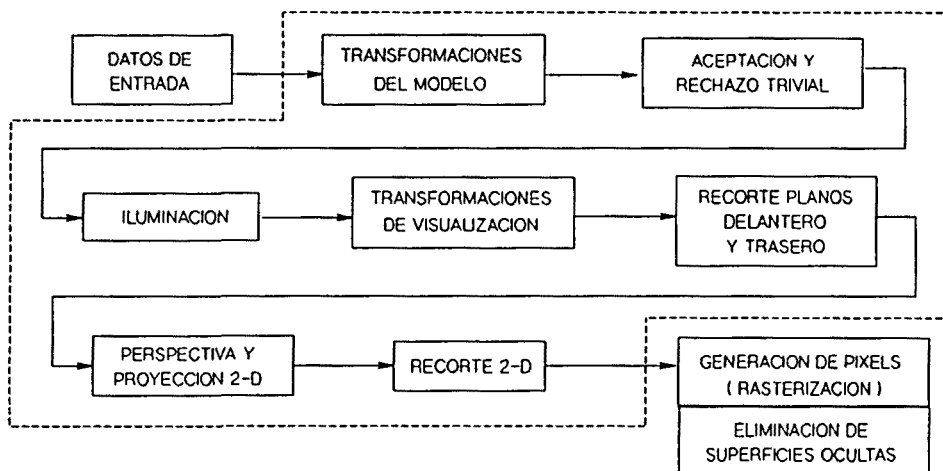 DATOS DE
ENTRADA
TRANSFORMACIONES
DEL MODELO
ACEPTACION Y
RECHAZO TRIVIAL
ILUMINACION
TRANSFORMACIONES
DE VISUALIZACION
RECORTE PLANOS
DELANTERO
Y TRASERO
PERSPECTIVA Y
PROYECCION 2-D
RECORTE 2-D
GENERACION DE PIXELS
( RASTERIZACION )
ELIMINACION DE
SUPERFICIES OCULTAS